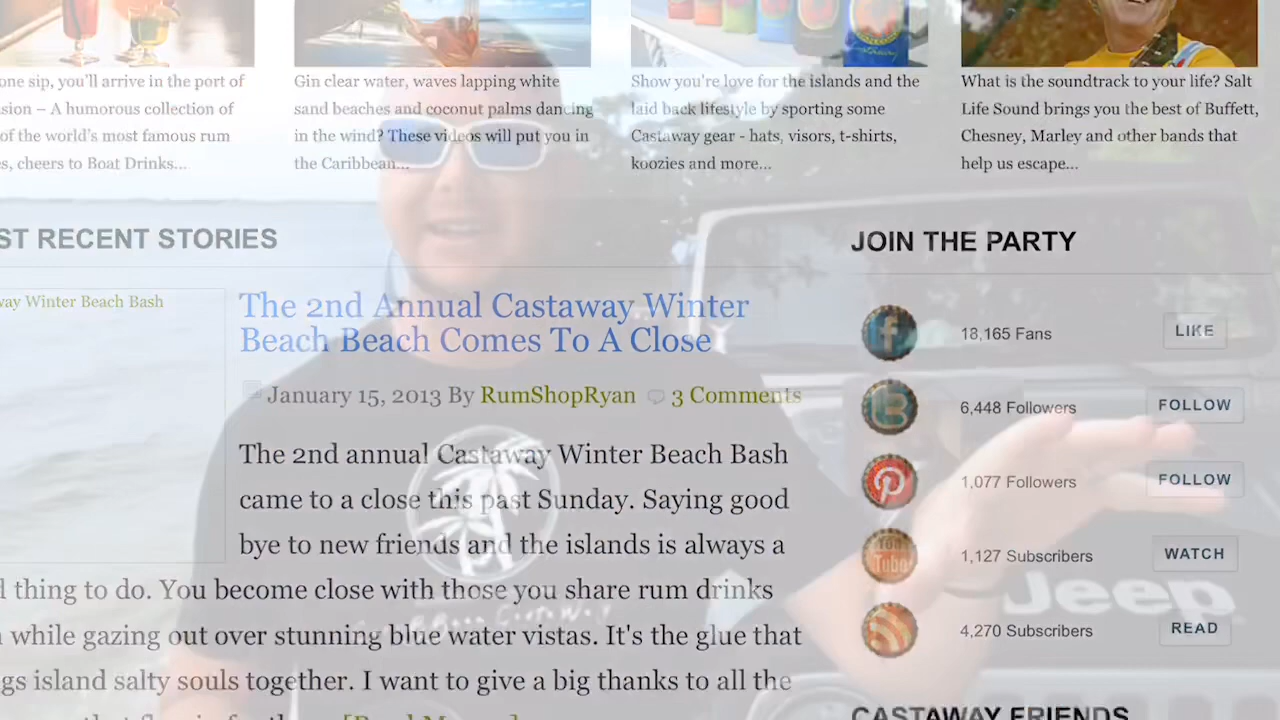 one sip, you'll arrive in the port of
sion – A humorous collection of
of the world's most famous rum
s, cheers to Boat Drinks...
Gin clear water, waves lapping white
sand beaches and coconut palms dancing
in the wind? These videos will put you in
the Caribbean...
Show you're love for the islands and the
laid back lifestyle by sporting some
Castaway gear - hats, visors, t-shirts,
koozies and more...
What is the soundtrack to your life? Salt
Life Sound brings you the best of Buffett,
Chesney, Marley and other bands that
help us escape...
ST RECENT STORIES
way Winter Beach Bash
The 2nd Annual Castaway Winter
Beach Beach Comes To A Close
January 15, 2013 By RumShopRyan 3 Comments
The 2nd annual Castaway Winter Beach Bash
came to a close this past Sunday. Saying good
bye to new friends and the islands is always a
d thing to do. You become close with those you share rum drinks
while gazing out over stunning blue water vistas. It's the glue that
gs island salty souls together. I want to give a big thanks to all the
JOIN THE PARTY
18,165 Fans LIKE
6,448 Followers FOLLOW
1,077 Followers FOLLOW
You Tube 1,127 Subscribers WATCH
4,270 Subscribers READ
Jeep
CASTAWAY FRIENDS